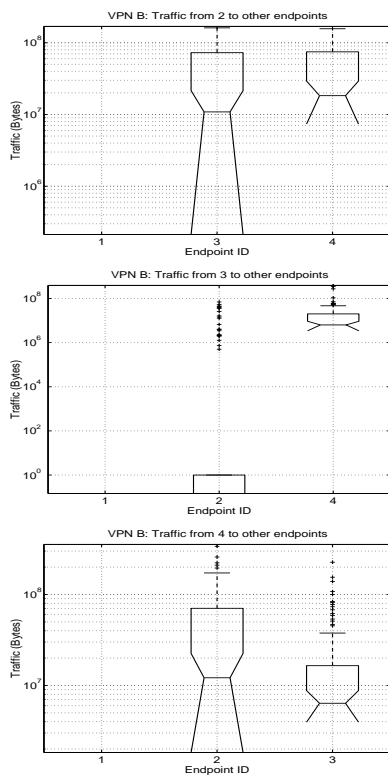 VPN B: Traffic from 2 to other endpoints
10^8
10^7
10^6
Traffic (Bytes)
1 3 4
Endpoint ID
VPN B: Traffic from 3 to other endpoints
10^8
10^6
10^4
10^2
10^0
Traffic (Bytes)
1 2 4
Endpoint ID
VPN B: Traffic from 4 to other endpoints
10^8
10^7
Traffic (Bytes)
1 2 3
Endpoint ID